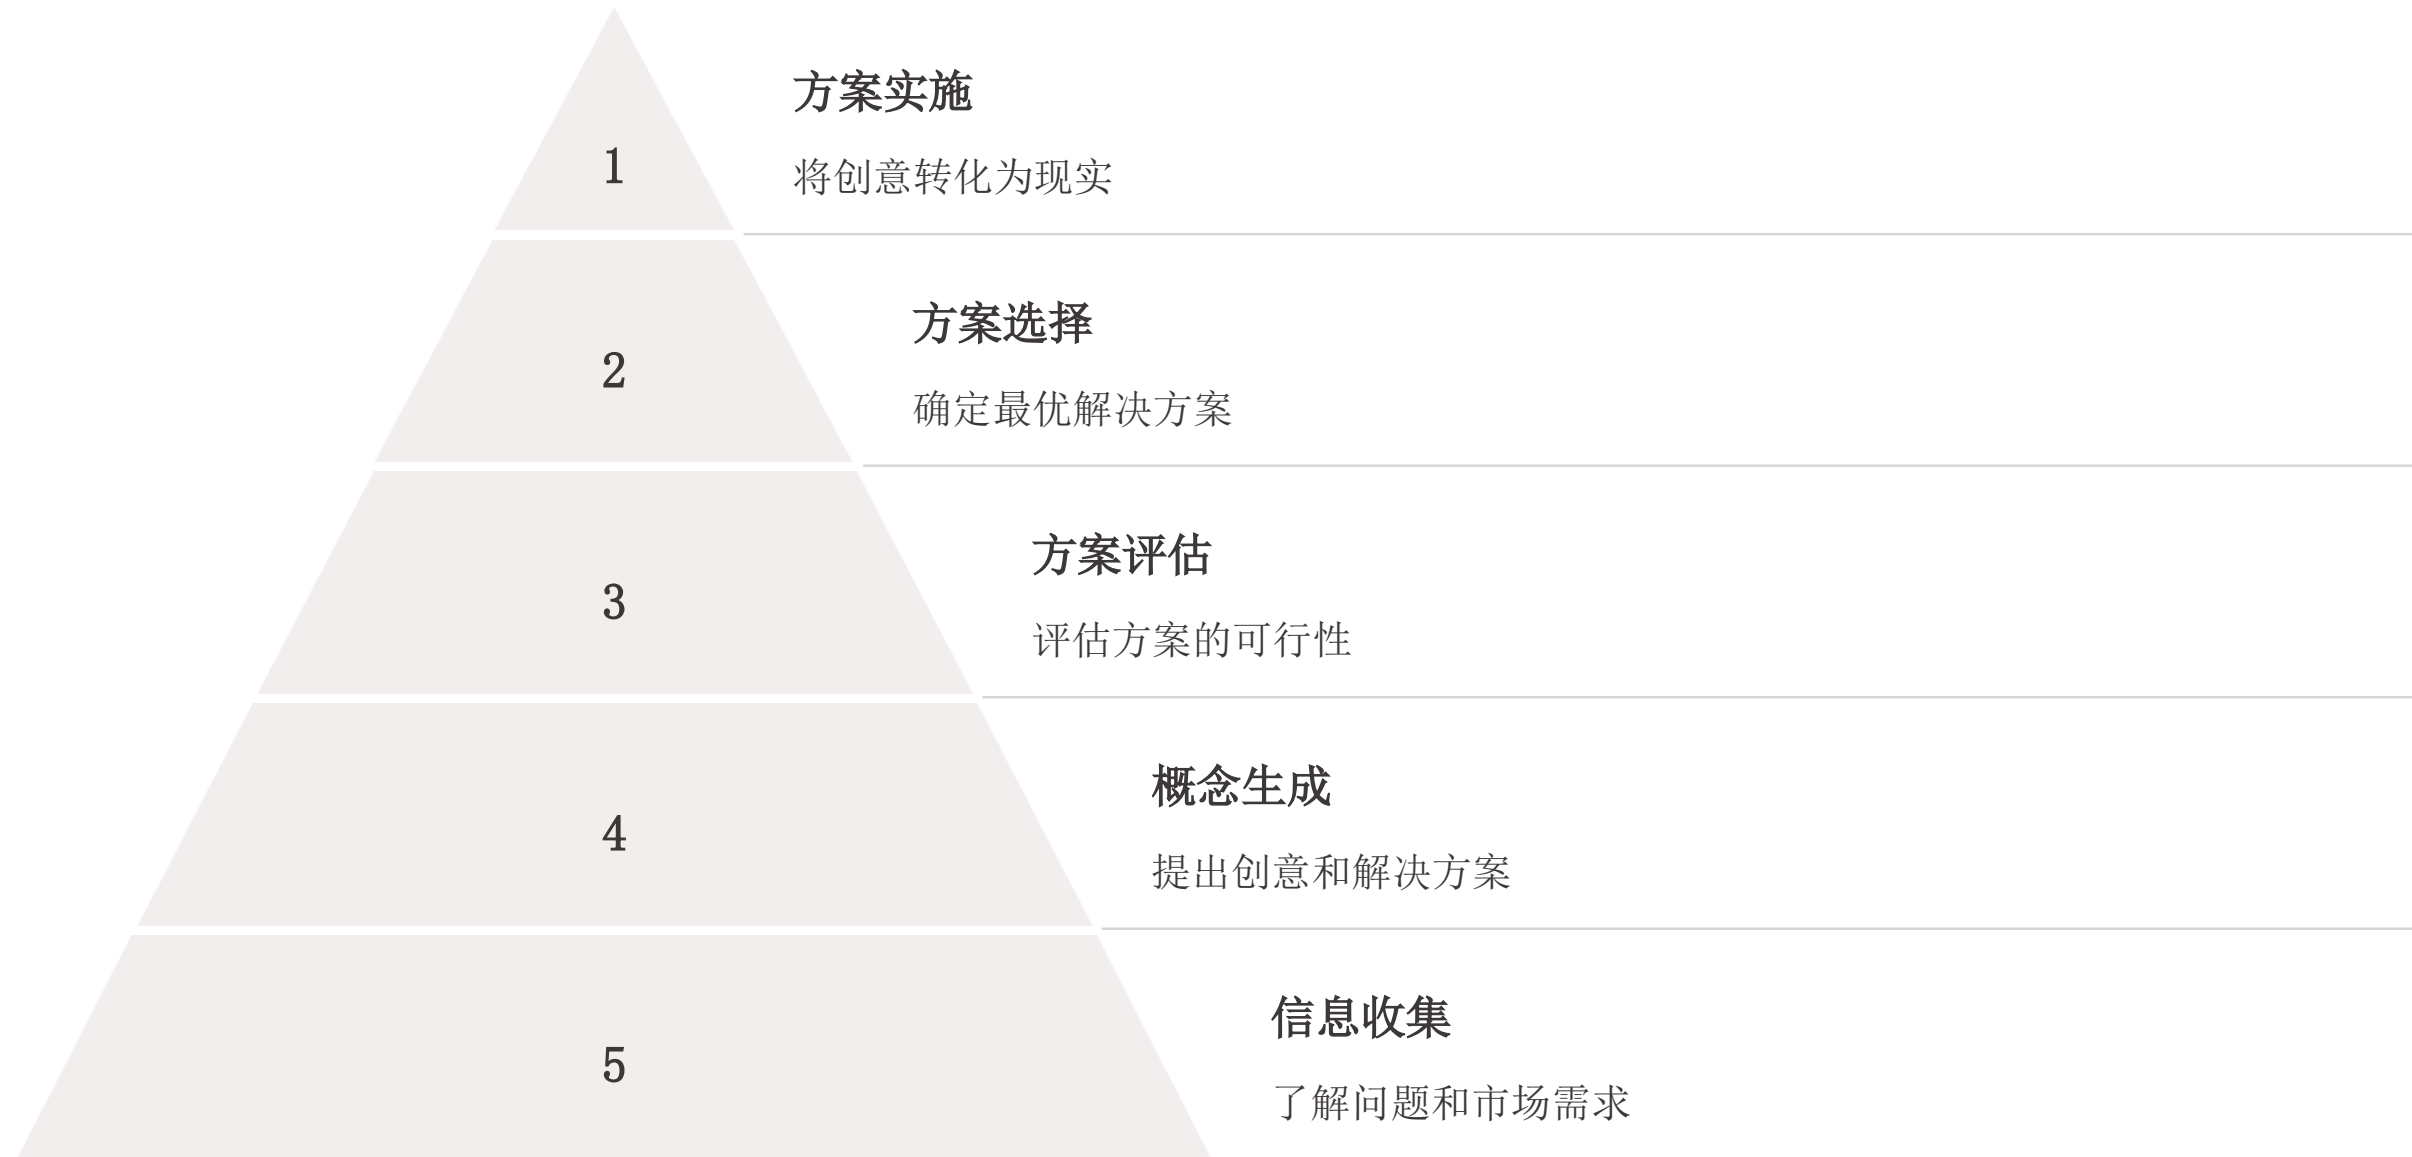 1
方案实施
将创意转化为现实
2
方案选择
确定最优解决方案
3
方案评估
评估方案的可行性
4
概念生成
提出创意和解决方案
5
信息收集
了解问题和市场需求